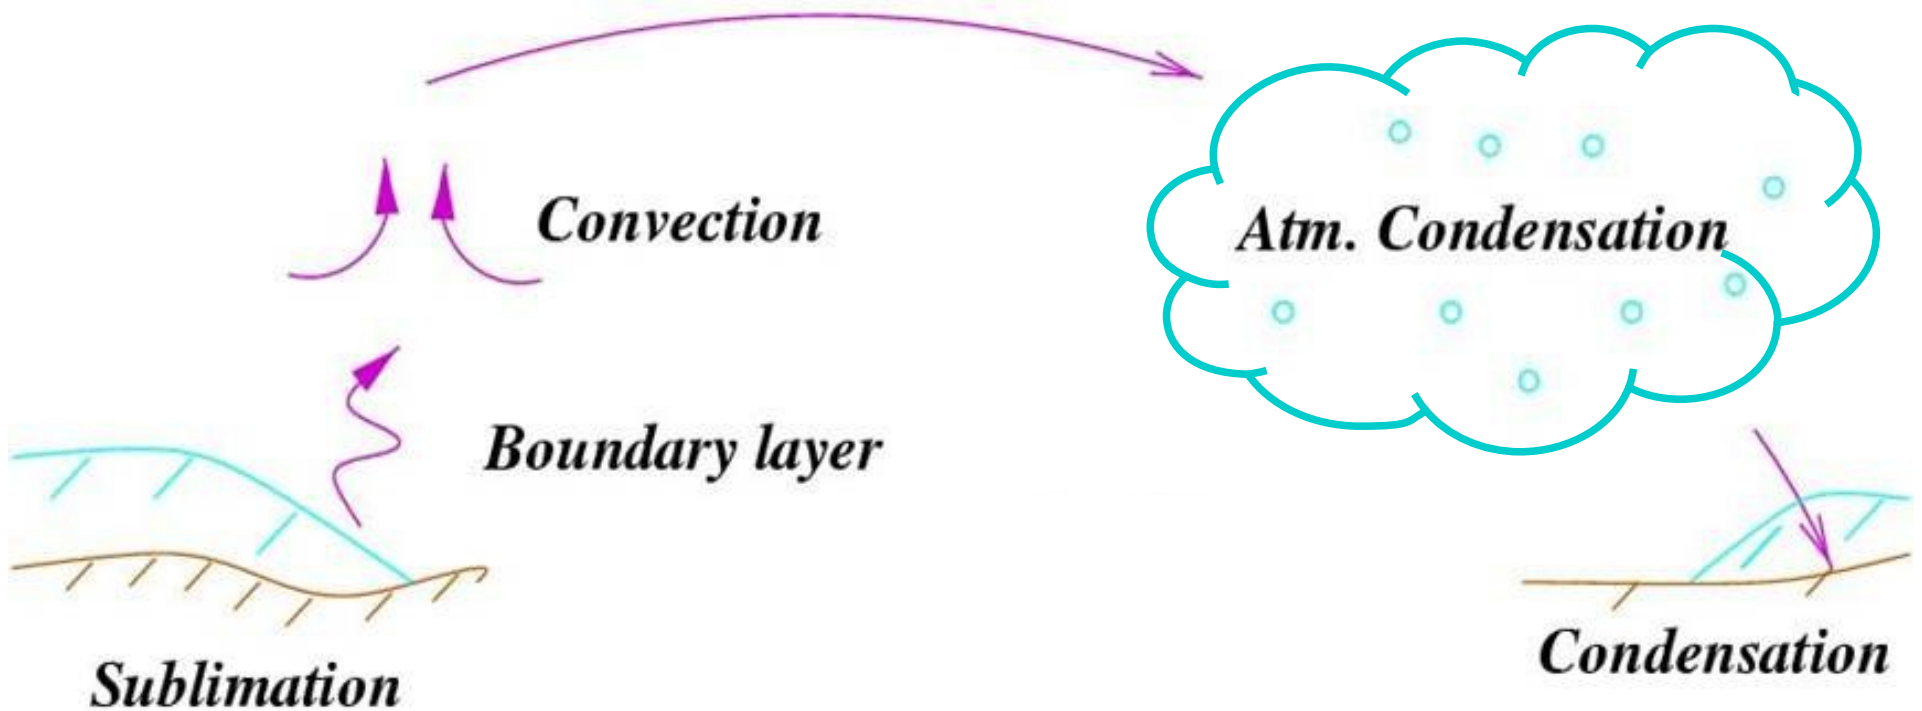 Convection
Atm. Condensation
Boundary layer
Sublimation
Condensation